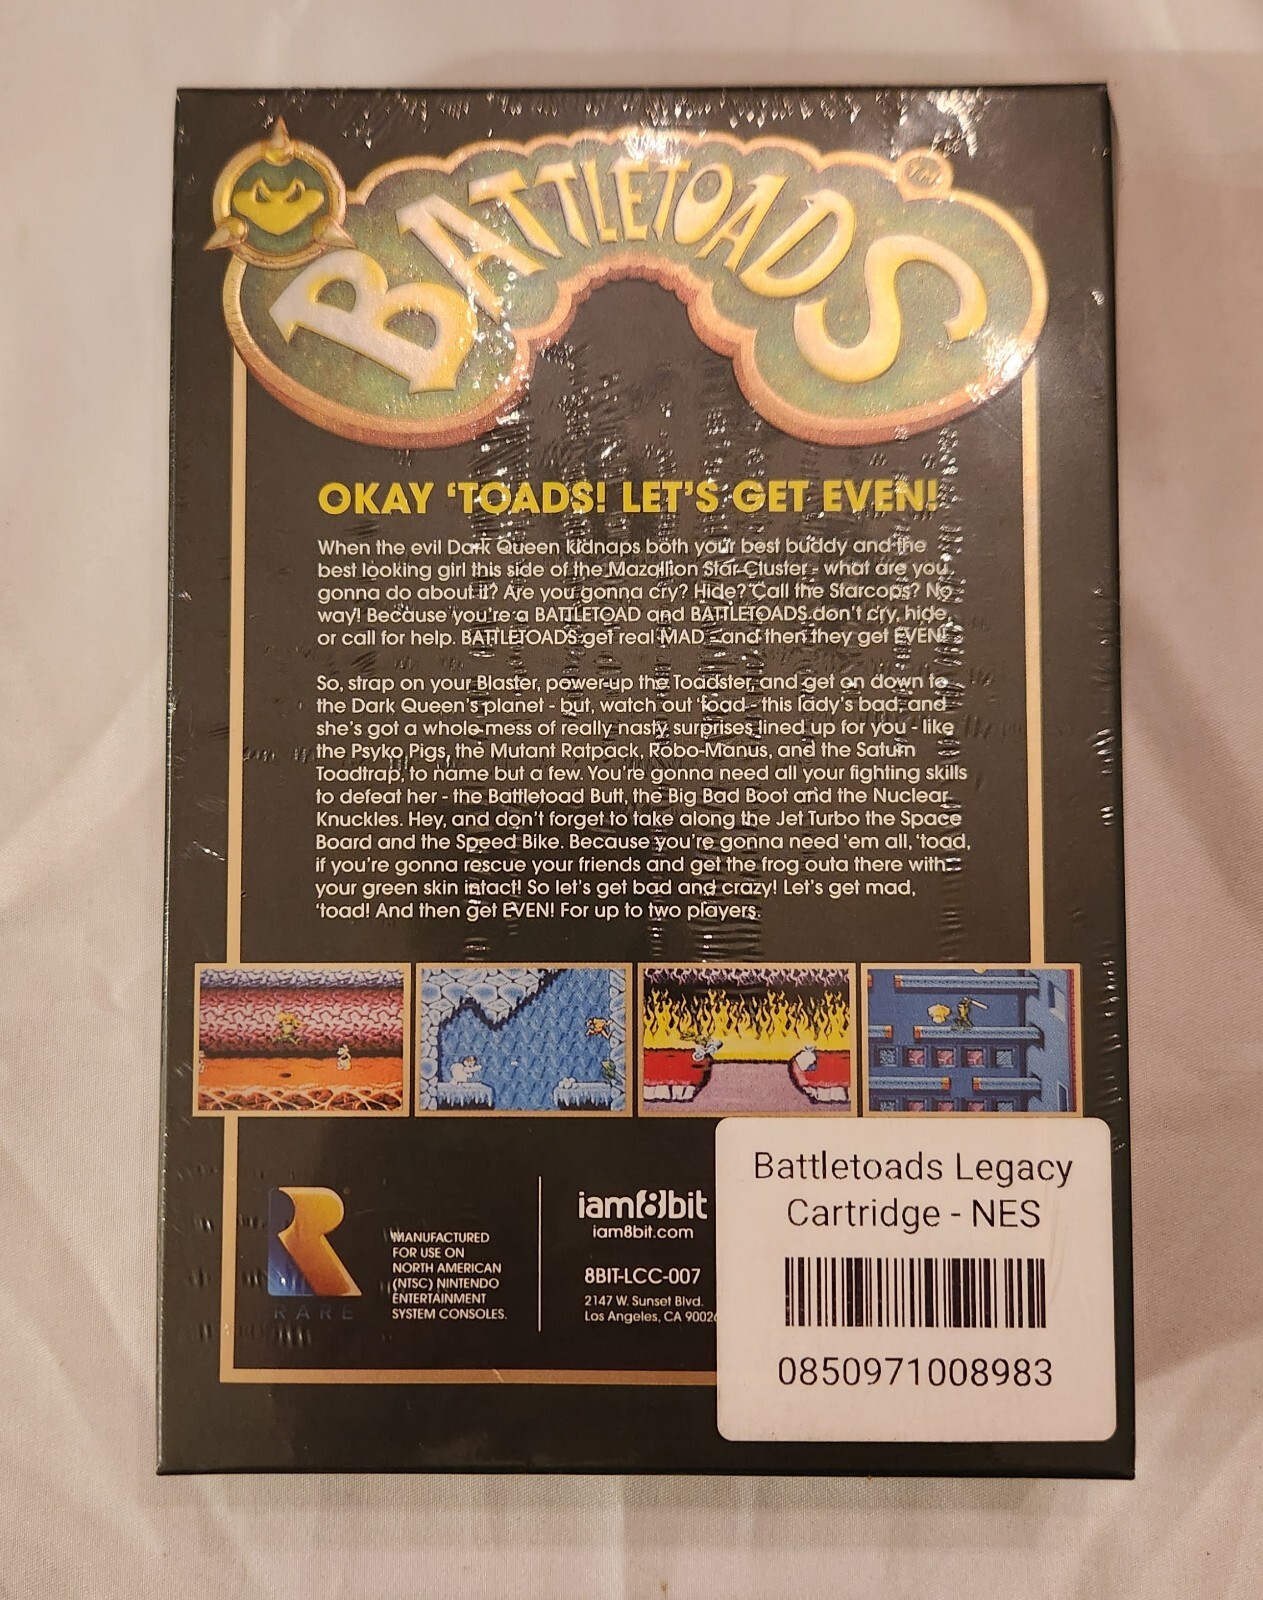 BATTLETOADS
TM
OKAY ‘TOADS! LET’S GET EVEN!
When the evil Dark Queen kidnaps both your best buddy and the
best looking girl this side of the Mazallion Star Cluster - what are you
gonna do about it? Are you gonna cry? Hide? Call the Starcops? No
way! Because you’re a BATTLETOAD and BATTLETOADS don’t cry, hide
or call for help. BATTLETOADS get real MAD - and then they get EVEN!
So, strap on your Blaster, power-up the Toadster, and get on down to
the Dark Queen’s planet - but, watch out ‘toad - this lady’s bad, and
she’s got a whole mess of really nasty surprises lined up for you - like
the Psyko Pigs, the Mutant Ratpack, Robo-Manus, and the Saturn
Toadtrap, to name but a few. You’re gonna need all your fighting skills
to defeat her - the Battletoad Butt, the Big Bad Boot and the Nuclear
Knuckles. Hey, and don’t forget to take along the Jet Turbo the Space
Board and the Speed Bike. Because you’re gonna need ‘em all, ‘toad,
if you’re gonna rescue your friends and get the frog outa there with
your green skin intact! So let’s get bad and crazy! Let’s get mad,
‘toad! And then get EVEN! For up to two players.
R
RARE
MANUFACTURED
FOR USE ON
NORTH AMERICAN
(NTSC) NINTENDO
ENTERTAINMENT
SYSTEM CONSOLES.
iam8bit
iam8bit.com
8BIT-LCC-007
2147 W. Sunset Blvd.
Los Angeles, CA 90026
Battletoads Legacy
Cartridge - NES
0850971008983